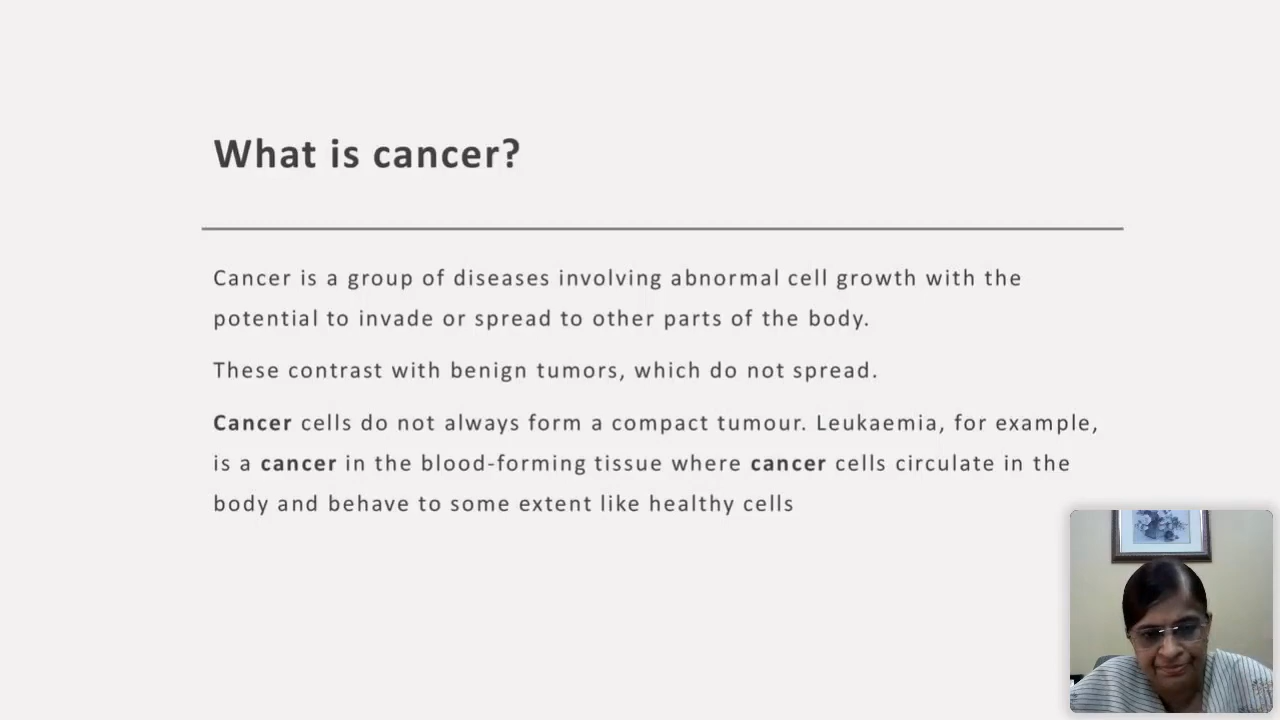 What is cancer?
Cancer is a group of diseases involving abnormal cell growth with the
potential to invade or spread to other parts of the body.
These contrast with benign tumors, which do not spread.
Cancer cells do not always form a compact tumour. Leukaemia, for example,
is a cancer in the blood-forming tissue where cancer cells circulate in the
body and behave to some extent like healthy cells